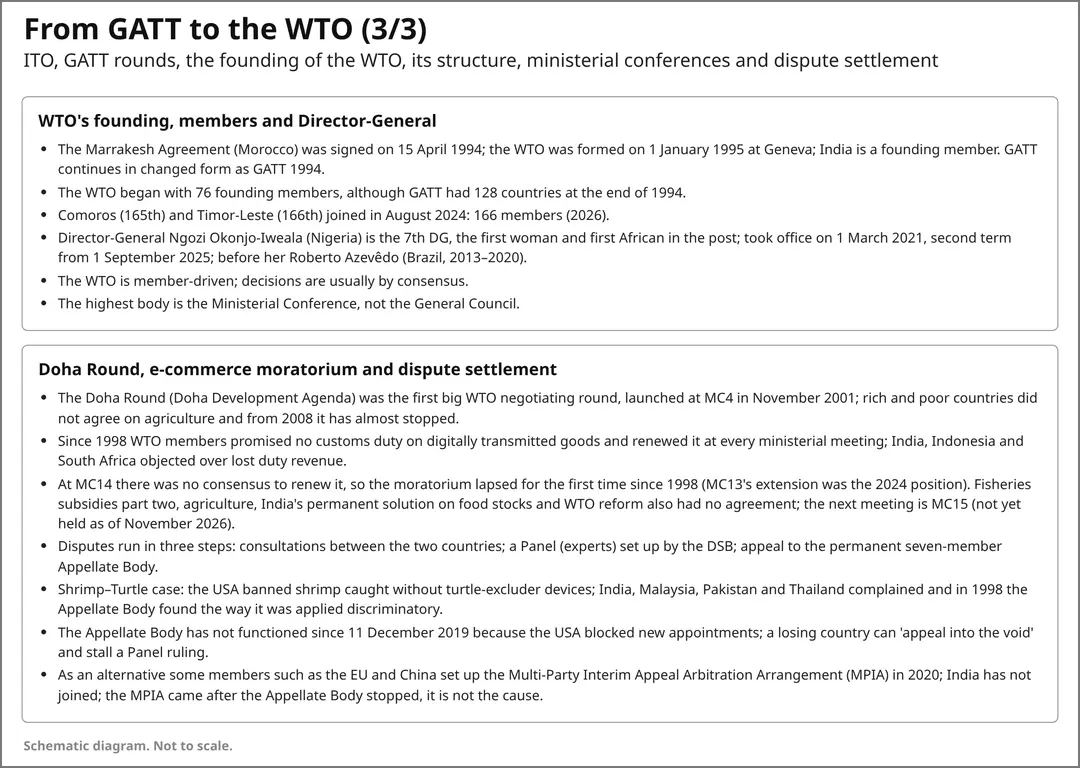 From GATT to the WTO (3/3)
ITO, GATT rounds, the founding of the WTO, its structure, ministerial conferences and dispute settlement
WTO's founding, members and Director-General
• The Marrakesh Agreement (Morocco) was signed on 15 April 1994; the WTO was formed on 1 January 1995 at Geneva; India is a founding member. GATT
continues in changed form as GATT 1994.
• The WTO began with 76 founding members, although GATT had 128 countries at the end of 1994.
• Comoros (165th) and Timor-Leste (166th) joined in August 2024: 166 members (2026).
• Director-General Ngozi Okonjo-Iweala (Nigeria) is the 7th DG, the first woman and first African in the post; took office on 1 March 2021, second term
from 1 September 2025; before her Roberto Azevêdo (Brazil, 2013–2020).
• The WTO is member-driven; decisions are usually by consensus.
• The highest body is the Ministerial Conference, not the General Council.
Doha Round, e-commerce moratorium and dispute settlement
• The Doha Round (Doha Development Agenda) was the first big WTO negotiating round, launched at MC4 in November 2001; rich and poor countries did
not agree on agriculture and from 2008 it has almost stopped.
• Since 1998 WTO members promised no customs duty on digitally transmitted goods and renewed it at every ministerial meeting; India, Indonesia and
South Africa objected over lost duty revenue.
• At MC14 there was no consensus to renew it, so the moratorium lapsed for the first time since 1998 (MC13's extension was the 2024 position). Fisheries
subsidies part two, agriculture, India's permanent solution on food stocks and WTO reform also had no agreement; the next meeting is MC15 (not yet
held as of November 2026).
• Disputes run in three steps: consultations between the two countries; a Panel (experts) set up by the DSB; appeal to the permanent seven-member
Appellate Body.
• Shrimp–Turtle case: the USA banned shrimp caught without turtle-excluder devices; India, Malaysia, Pakistan and Thailand complained and in 1998 the
Appellate Body found the way it was applied discriminatory.
• The Appellate Body has not functioned since 11 December 2019 because the USA blocked new appointments; a losing country can 'appeal into the void'
and stall a Panel ruling.
• As an alternative some members such as the EU and China set up the Multi-Party Interim Appeal Arbitration Arrangement (MPIA) in 2020; India has not
joined; the MPIA came after the Appellate Body stopped, it is not the cause.
Schematic diagram. Not to scale.